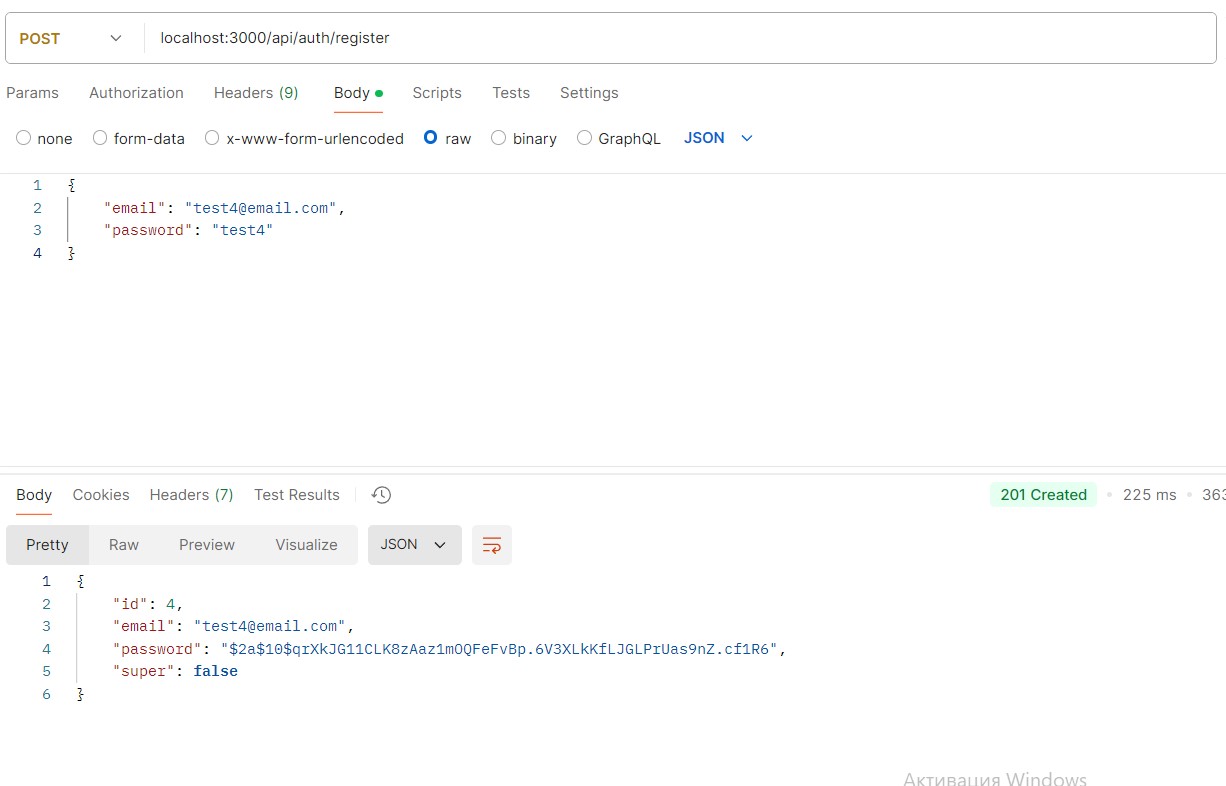 POST localhost:3000/api/auth/register
Params Authorization Headers (9) Body Scripts Tests Settings
none form-data x-www-form-urlencoded raw binary GraphQL JSON
1 {
2 "email": "test4@email.com",
3 "password": "test4"
4 }
Body Cookies Headers (7) Test Results 201 Created 225 ms 363
Pretty Raw Preview Visualize JSON
1 {
2 "id": 4,
3 "email": "test4@email.com",
4 "password": "$2a$10$qrXkJG11CLK8zAaz1mOQFeFvBp.6V3XLkKfLJGLPrUas9nZ.cf1R6",
5 "super": false
6 }
Активация Windows